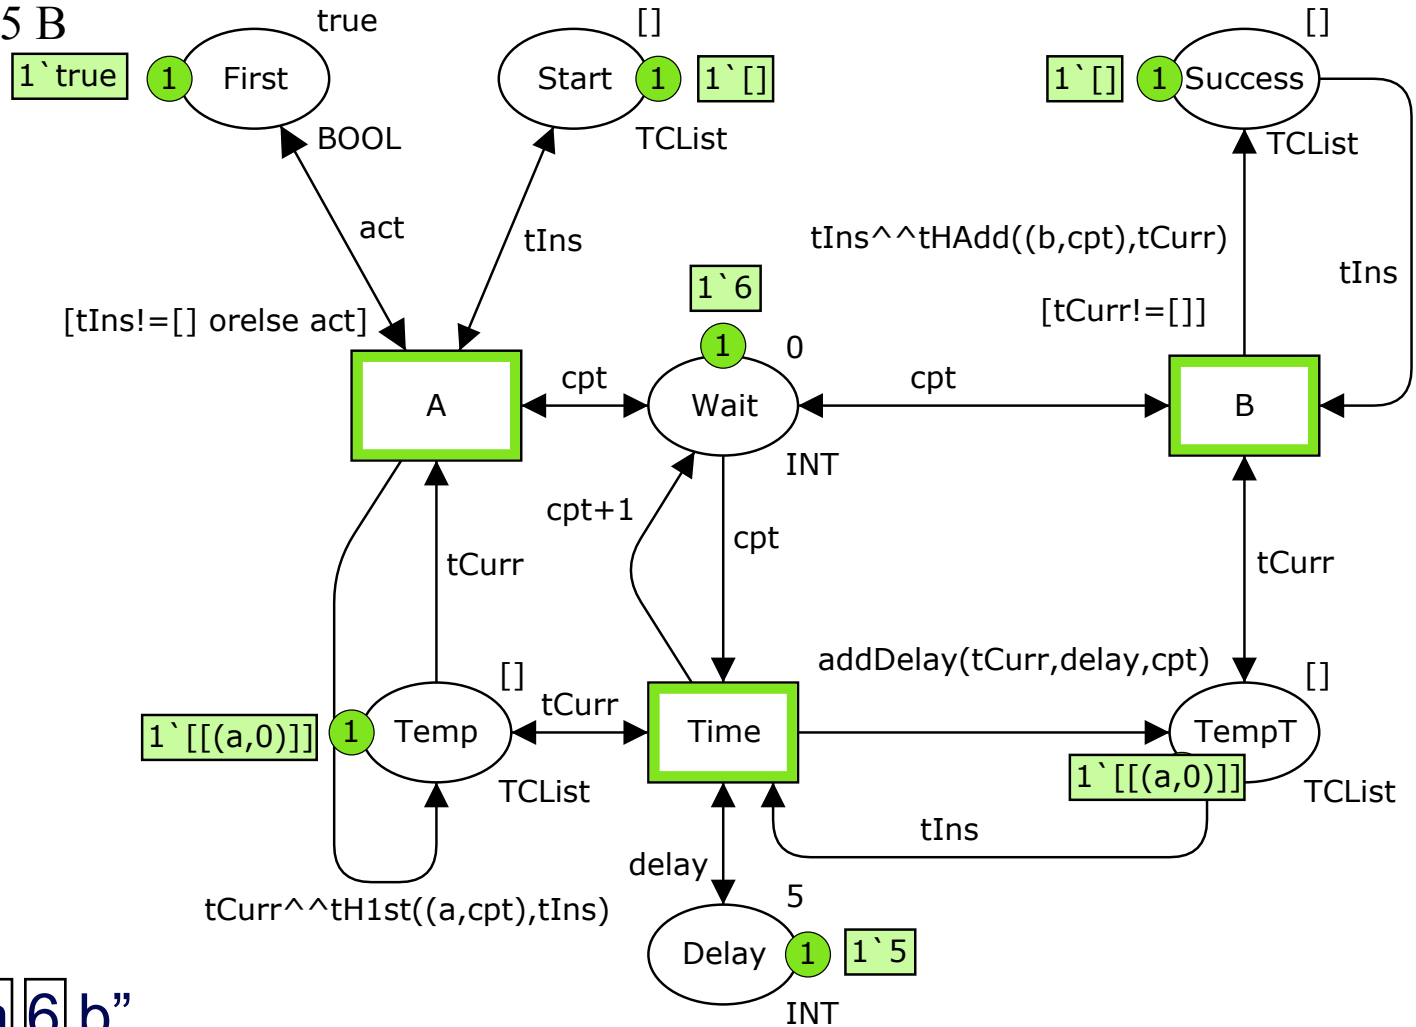 5 B
true
[]
[]
1`true
1
First
Start
1
1`[]
1`[]
1
Success
BOOL
TCList
TCList
act
tIns
tIns^^tHAdd((b,cpt),tCurr)
tIns
1`6
[tIns!=[] orelse act]
[tCurr!=[]]
1
0
A
cpt
Wait
cpt
B
INT
cpt+1
cpt
tCurr
tCurr
addDelay(tCurr,delay,cpt)
[]
[]
tCurr
1`[[(a,0)]]
1
Temp
Time
TempT
1`[[(a,0)]]
TCList
TCList
tIns
delay
5
tCurr^^tH1st((a,cpt),tIns)
Delay
1
1`5
INT
6 b”